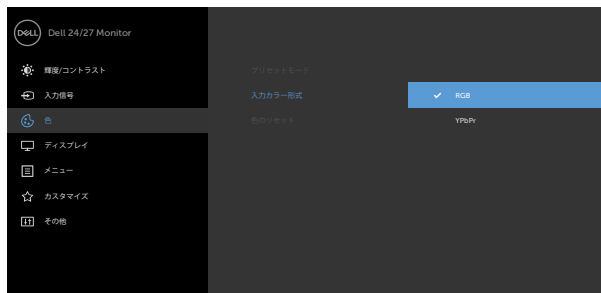 DELL
Dell 24/27 Monitor
輝度/コントラスト
入力信号
色
ディスプレイ
メニュー
カスタマイズ
その他
プリセットモード
入力カラー形式
色のリセット
RGB
YPbPr